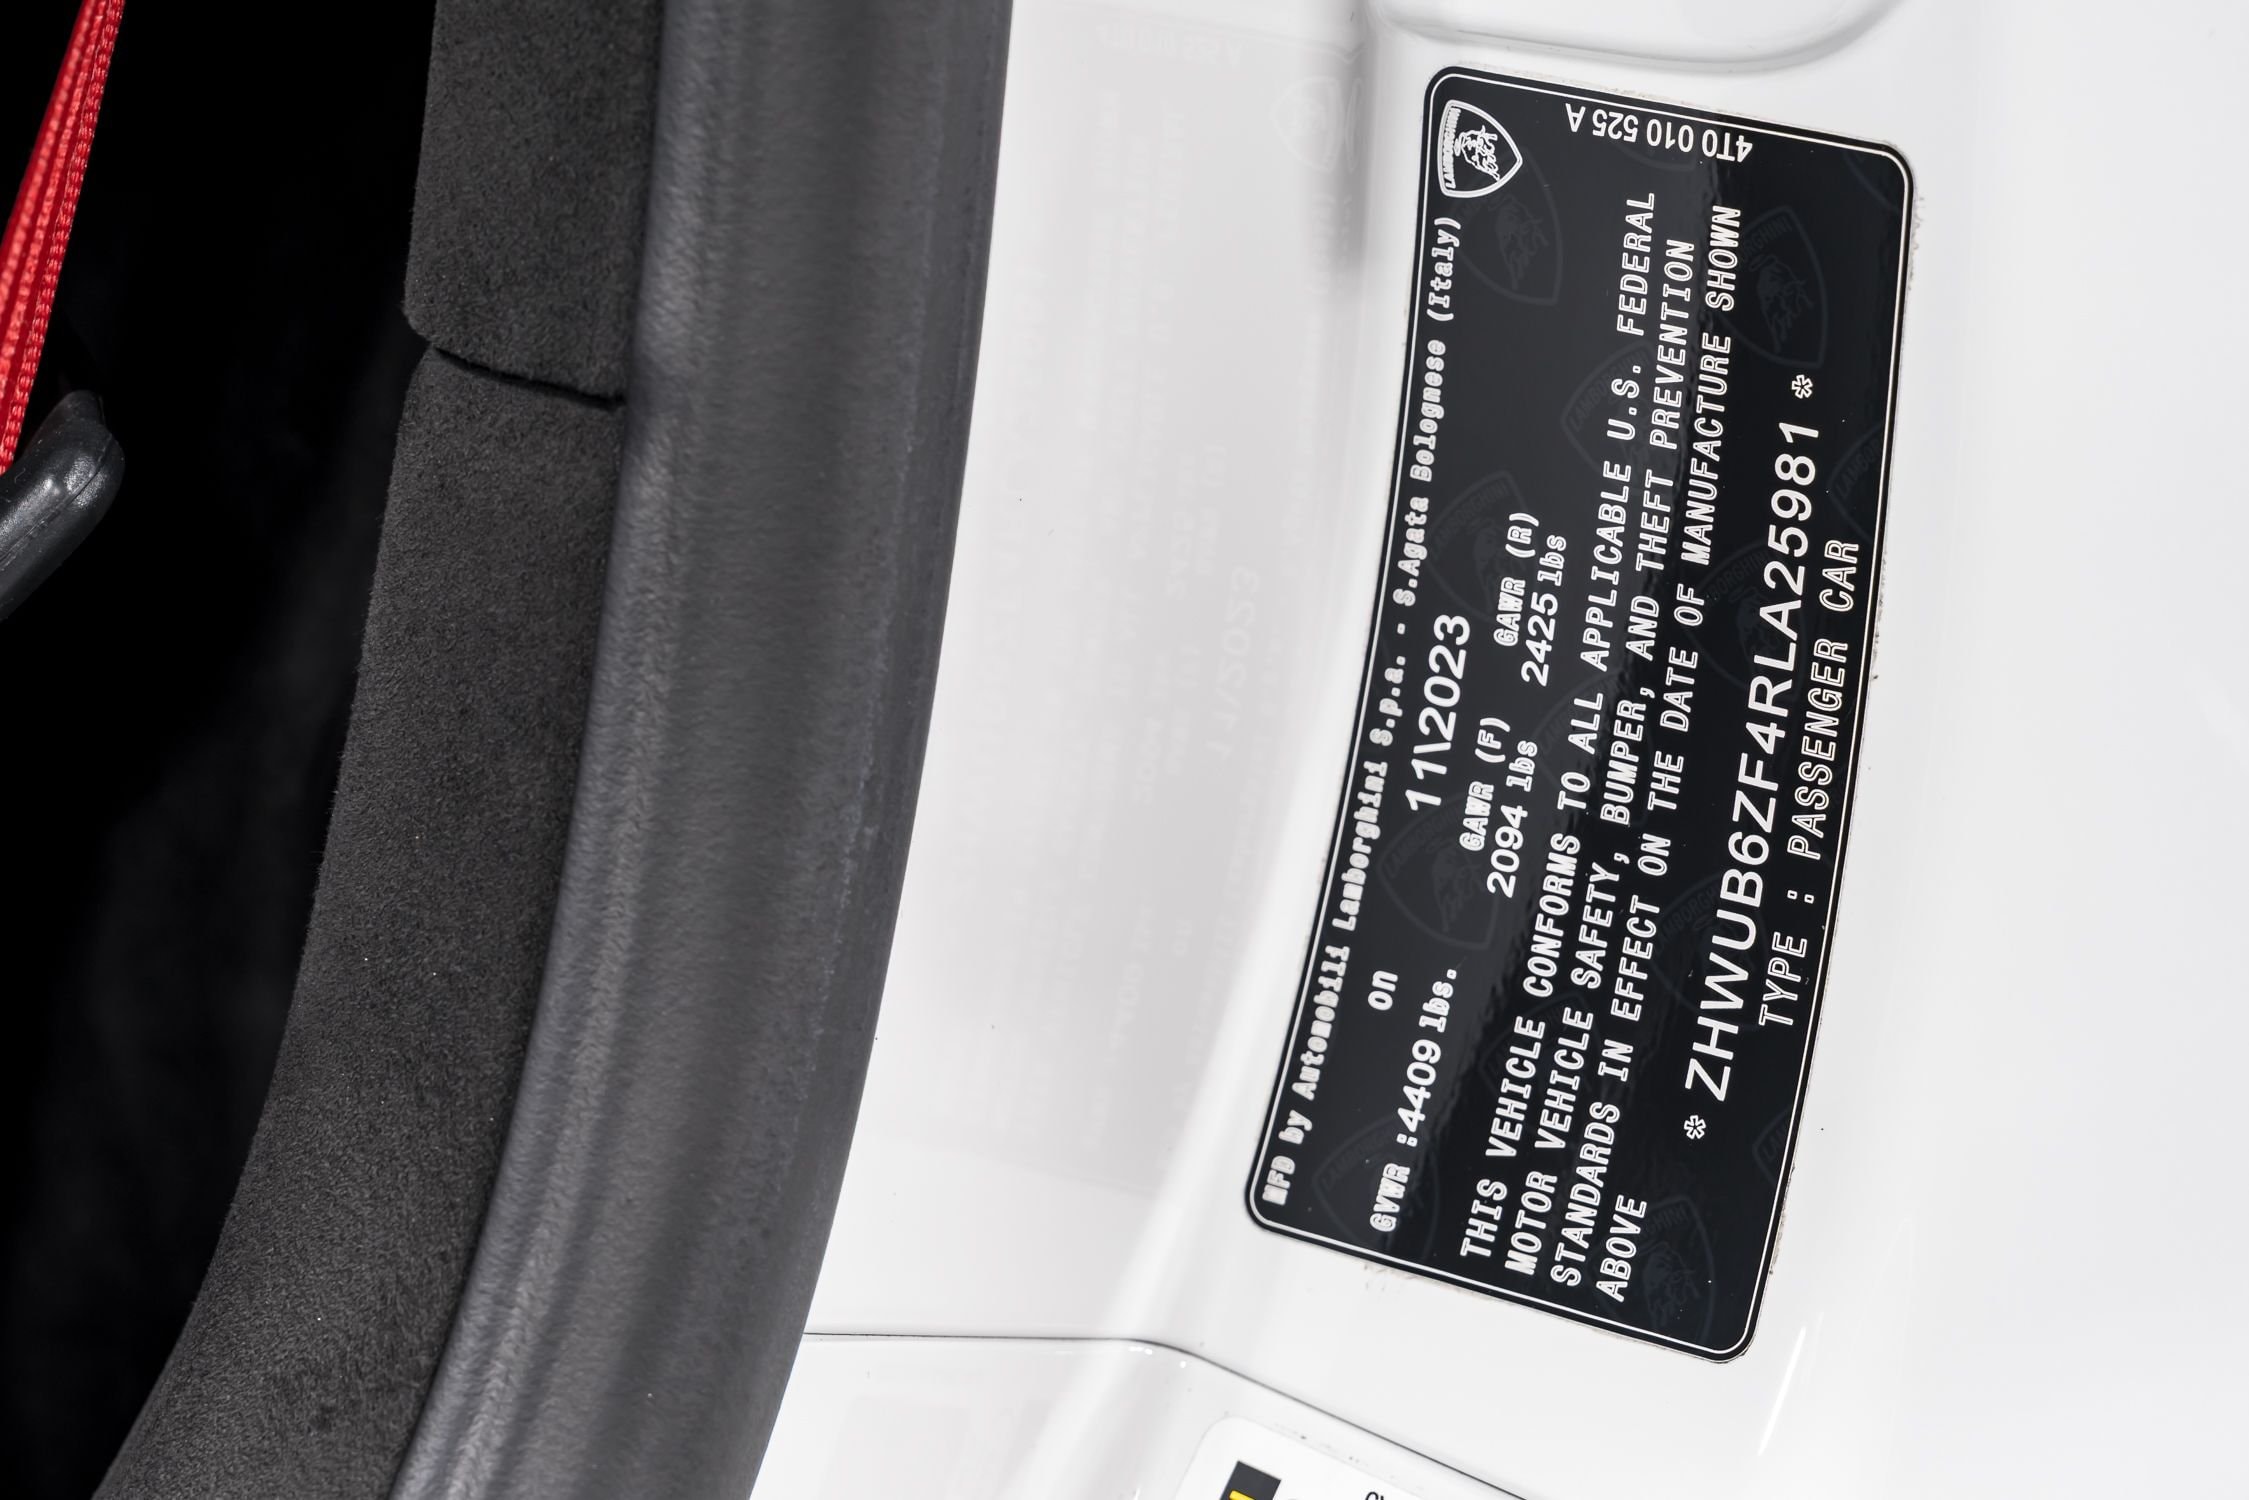 LAMBORGHINI
4T0 010 525 A
MFD by Automobili Lamborghini S.p.a. - S.Agata Bolognese (Italy)
on 11\2023
GAWR (F) GAWR (R)
GVWR :4409 lbs. 2094 lbs 2425 lbs
THIS VEHICLE CONFORMS TO ALL APPLICABLE U.S. FEDERAL
MOTOR VEHICLE SAFETY, BUMPER, AND THEFT PREVENTION
STANDARDS IN EFFECT ON THE DATE OF MANUFACTURE SHOWN
ABOVE
* ZHWUB6ZF4RLA25981 *
TYPE : PASSENGER CAR